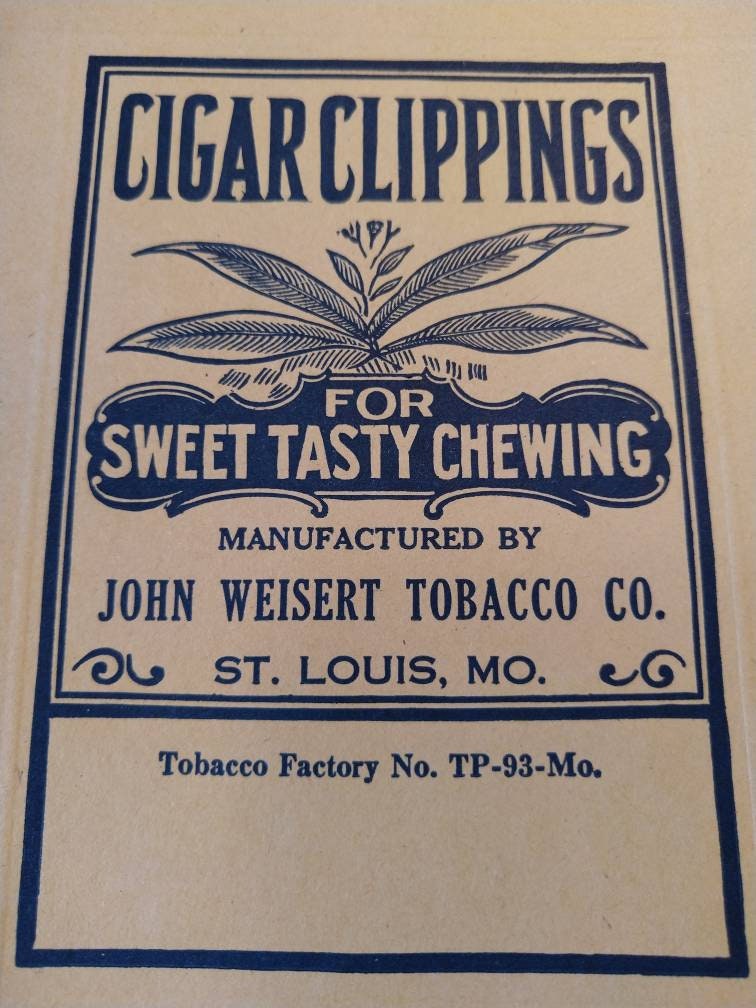 CIGAR CLIPPINGS
FOR
SWEET TASTY CHEWING
MANUFACTURED BY
JOHN WEISERT TOBACCO CO.
ST. LOUIS, MO.
Tobacco Factory No. TP-93-Mo.